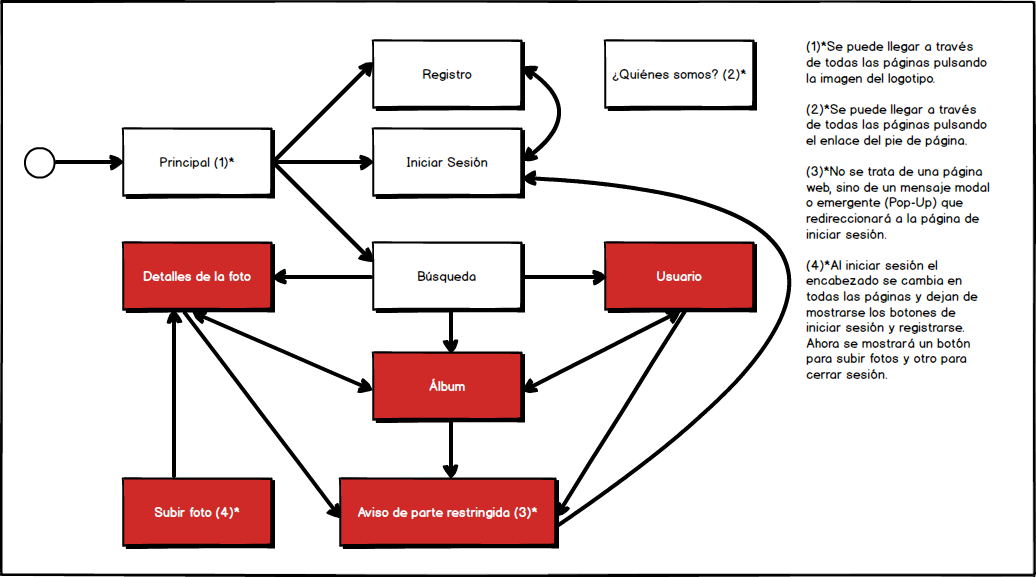 Registro
¿Quiénes somos? (2)*
Principal (1)*
Iniciar Sesión
Detalles de la foto
Búsqueda
Usuario
Álbum
Subir foto (4)*
Aviso de parte restringida (3)*
(1)*Se puede llegar a través
de todas las páginas pulsando
la imagen del logotipo.
(2)*Se puede llegar a través
de todas las páginas pulsando
el enlace del pie de página.
(3)*No se trata de una página
web, sino de un mensaje modal
o emergente (Pop-Up) que
redireccionará a la página de
iniciar sesión.
(4)*Al iniciar sesión el
encabezado se cambia en
todas las páginas y dejan de
mostrarse los botones de
iniciar sesión y registrarse.
Ahora se mostrará un botón
para subir fotos y otro para
cerrar sesión.